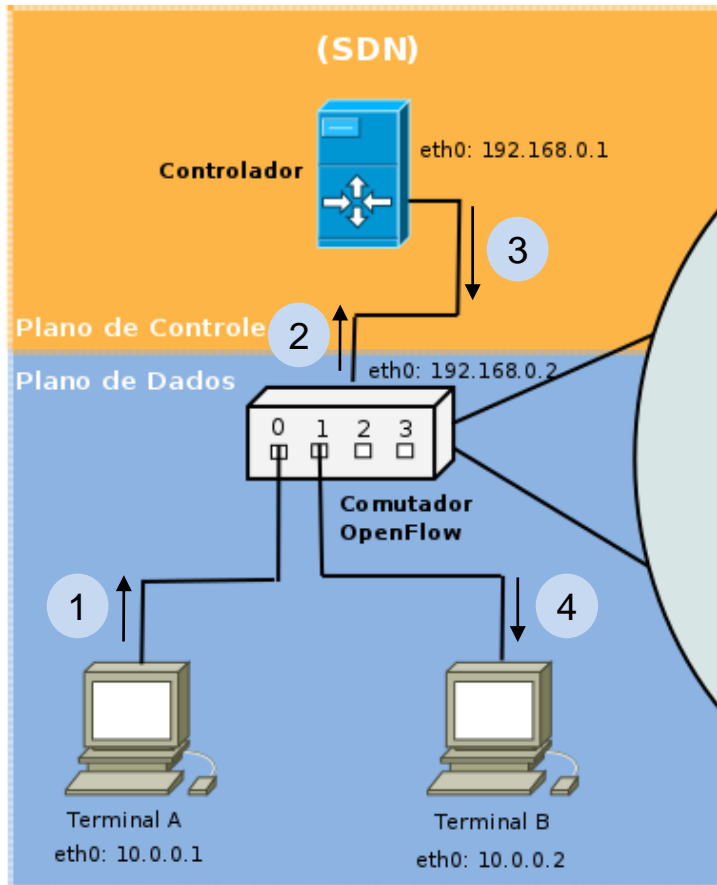 (SDN)
eth0: 192.168.0.1
Controlador
3
2
Plano de Controle
eth0: 192.168.0.2
Plano de Dados
0 1 2 3
Comutador
OpenFlow
1
4
Terminal A
eth0: 10.0.0.1
Terminal B
eth0: 10.0.0.2